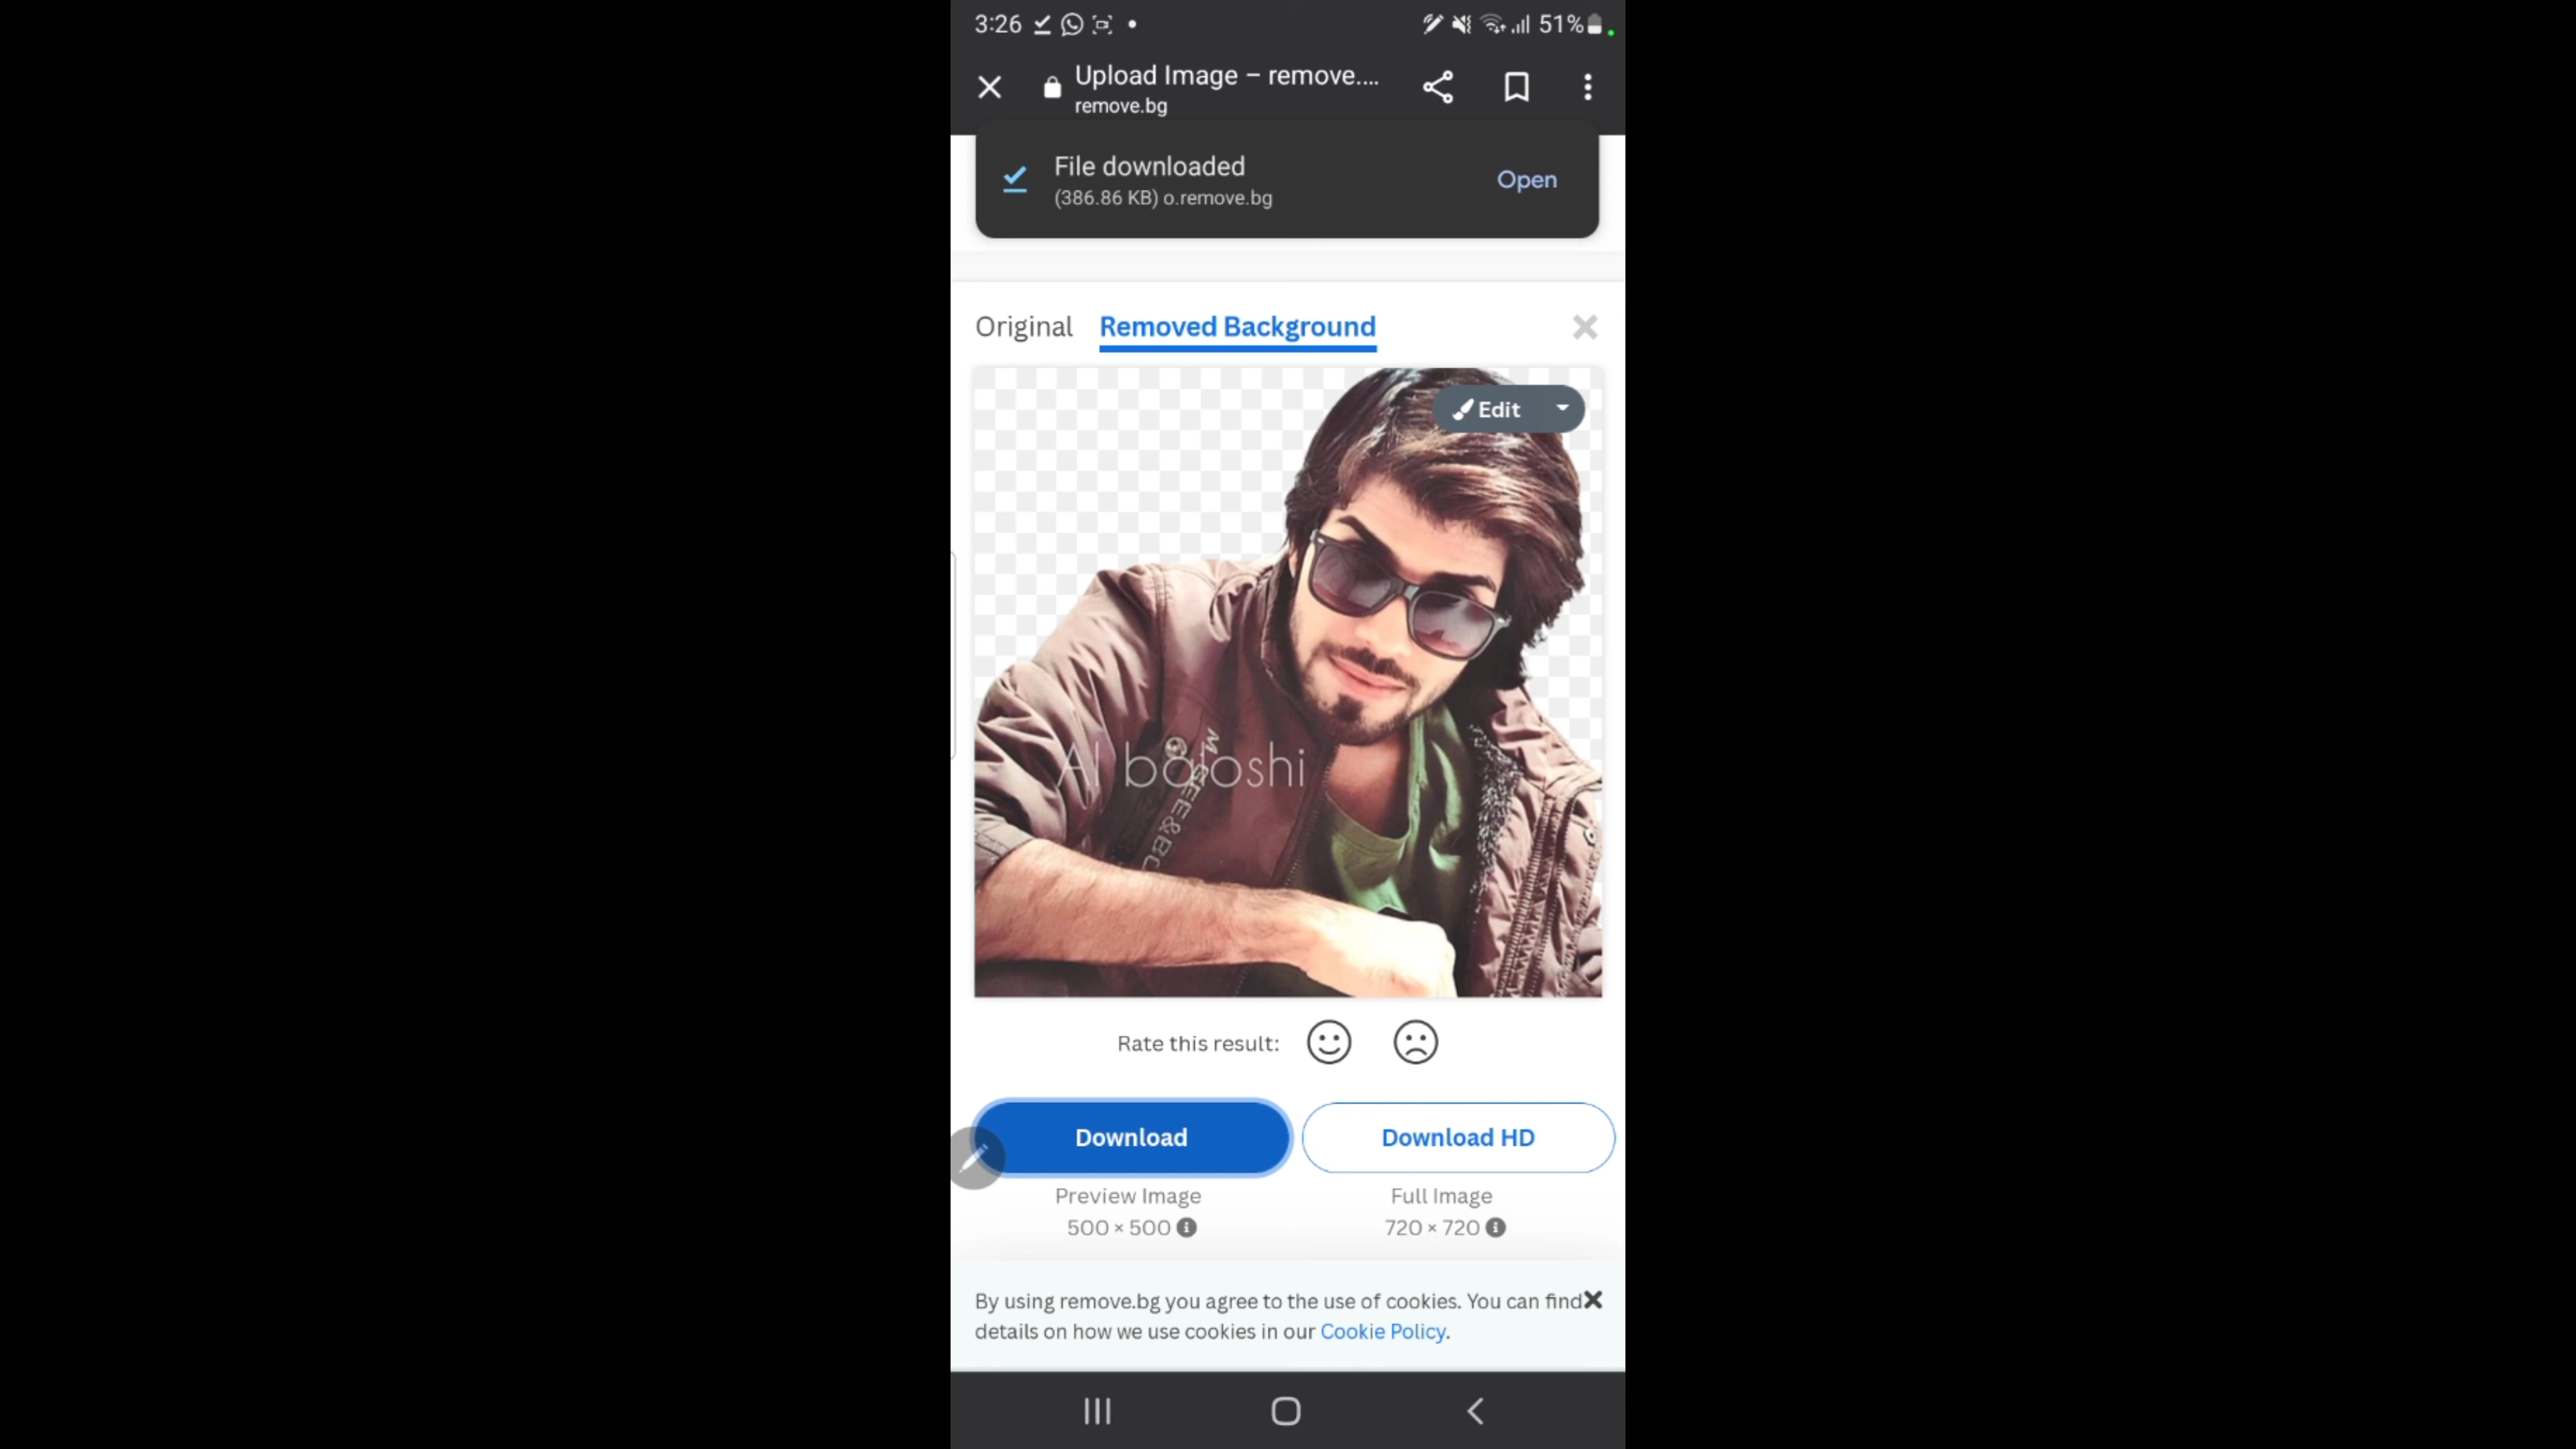 3:26
51%
Upload Image – remove....
remove.bg
File downloaded
(386.86 KB) o.remove.bg
Open
Original Removed Background
Edit
Al baloshi
Rate this result:
Download Download HD
Preview Image Full Image
500 × 500 720 × 720
By using remove.bg you agree to the use of cookies. You can find
details on how we use cookies in our Cookie Policy.